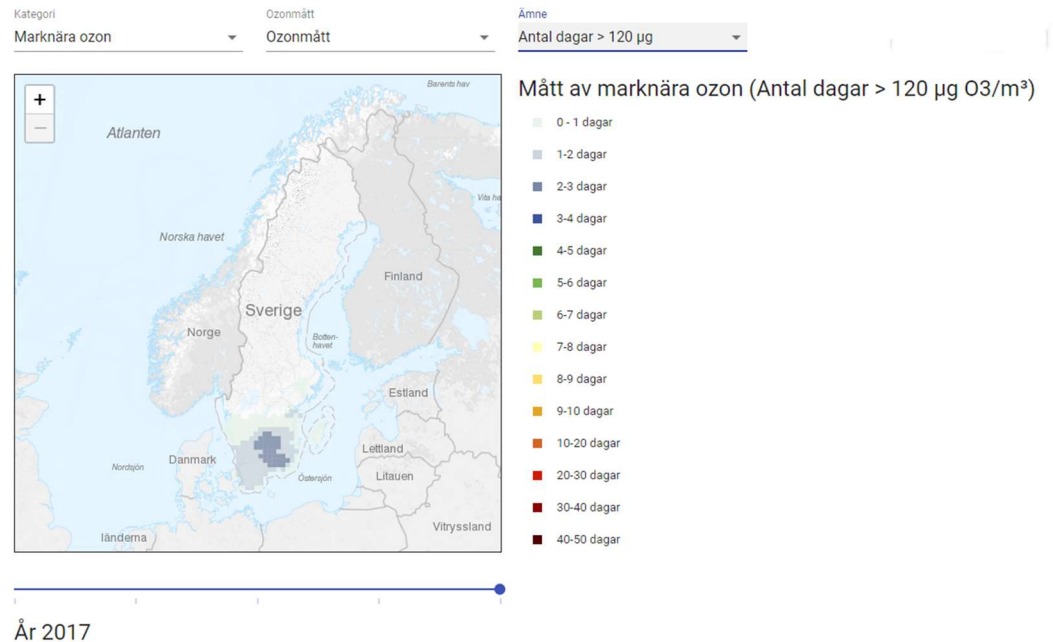 Kategori
Marknära ozon
Ozonmått
Ozonmått
Ämne
Antal dagar > 120 µg
+
−
Barents hav
Atlanten
Norska havet
Finland
Sverige
Norge
Botten-
havet
Estland
Lettland
Nordsjön
Danmark
Östersjön
Litauen
Vitryssland
länderna
Mått av marknära ozon (Antal dagar > 120 µg O3/m³)
0 - 1 dagar
1-2 dagar
2-3 dagar
3-4 dagar
4-5 dagar
5-6 dagar
6-7 dagar
7-8 dagar
8-9 dagar
9-10 dagar
10-20 dagar
20-30 dagar
30-40 dagar
40-50 dagar
År 2017